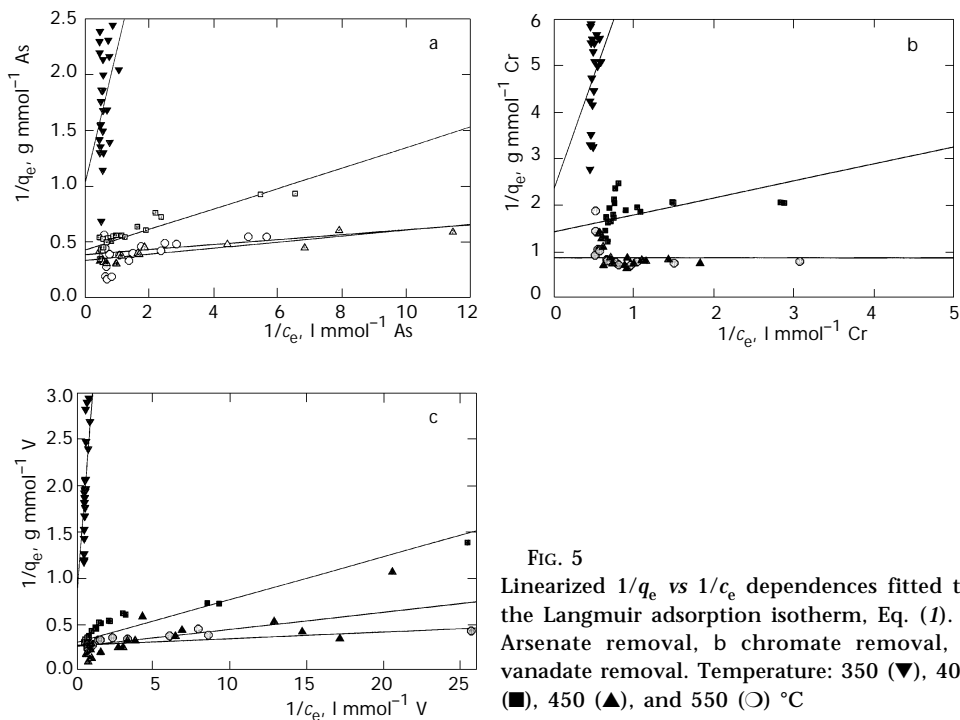 2.5
2.0
1.5
1.0
0.5
0.0
1/qe, g mmol–1 As
a
0 2 4 6 8 10 12
1/ce, l mmol–1 As
6
5
4
3
2
1
0
1/qe, g mmol–1 Cr
b
0 1 2 3 4 5
1/ce, l mmol–1 Cr
3.0
2.5
2.0
1.5
1.0
0.5
0.0
1/qe, g mmol–1 V
c
0 5 10 15 20 25
1/ce, l mmol–1 V
FIG. 5
Linearized 1/qe vs 1/ce dependences fitted t
the Langmuir adsorption isotherm, Eq. (1).
Arsenate removal, b chromate removal,
vanadate removal. Temperature: 350 (▼), 40
(■), 450 (▲), and 550 (❍) °C